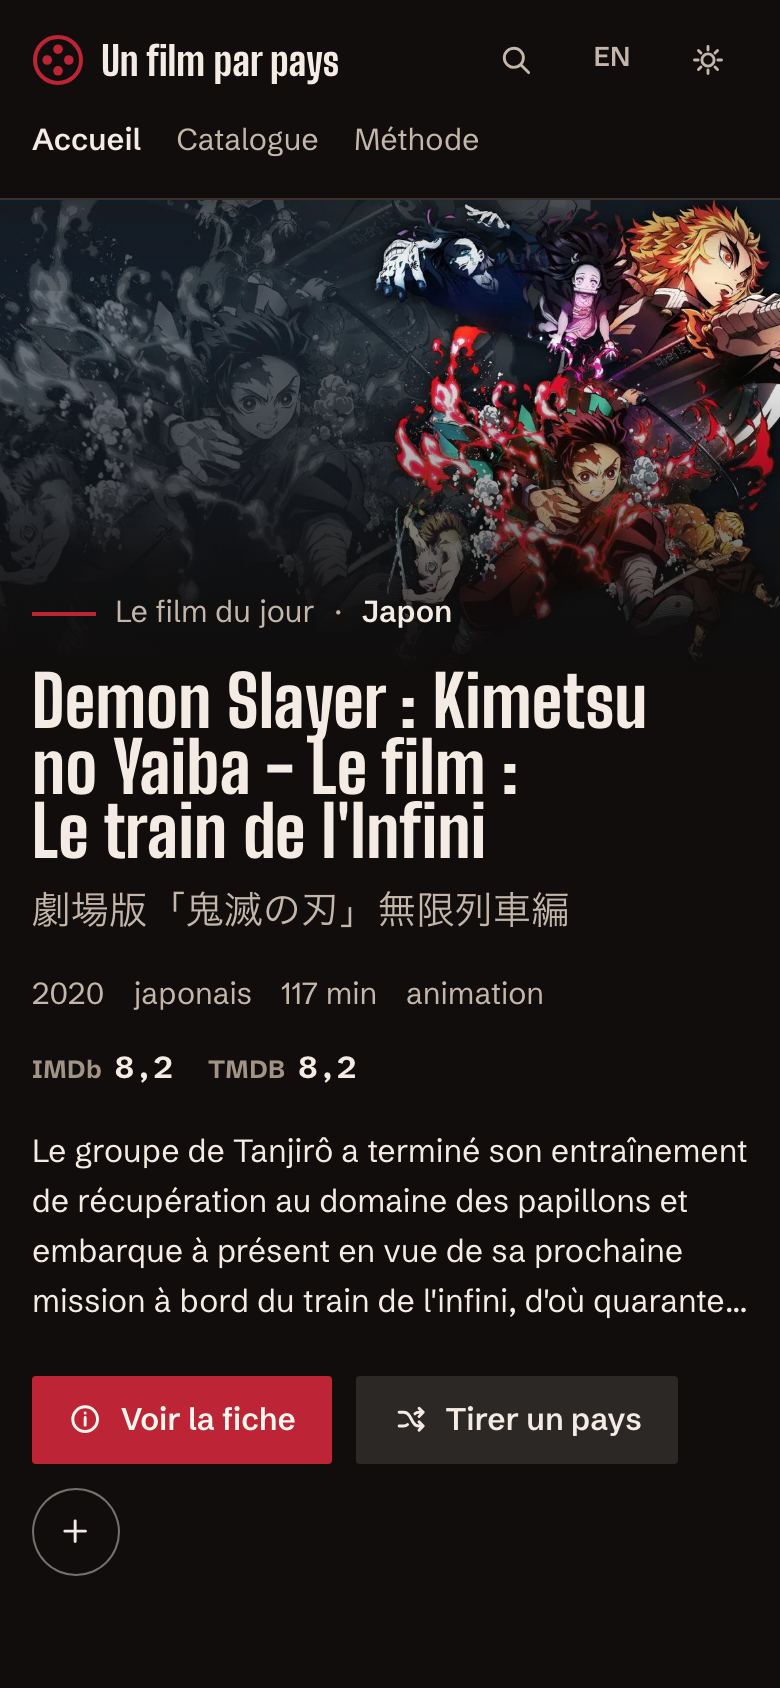 Un film par pays
EN
Accueil Catalogue Méthode
Le film du jour · Japon
Demon Slayer : Kimetsu
no Yaiba – Le film :
Le train de l'Infini
劇場版「鬼滅の刃」無限列車編
2020 japonais 117 min animation
IMDb 8,2 TMDB 8,2
Le groupe de Tanjirô a terminé son entraînement
de récupération au domaine des papillons et
embarque à présent en vue de sa prochaine
mission à bord du train de l'infini, d'où quarante...
Voir la fiche Tirer un pays